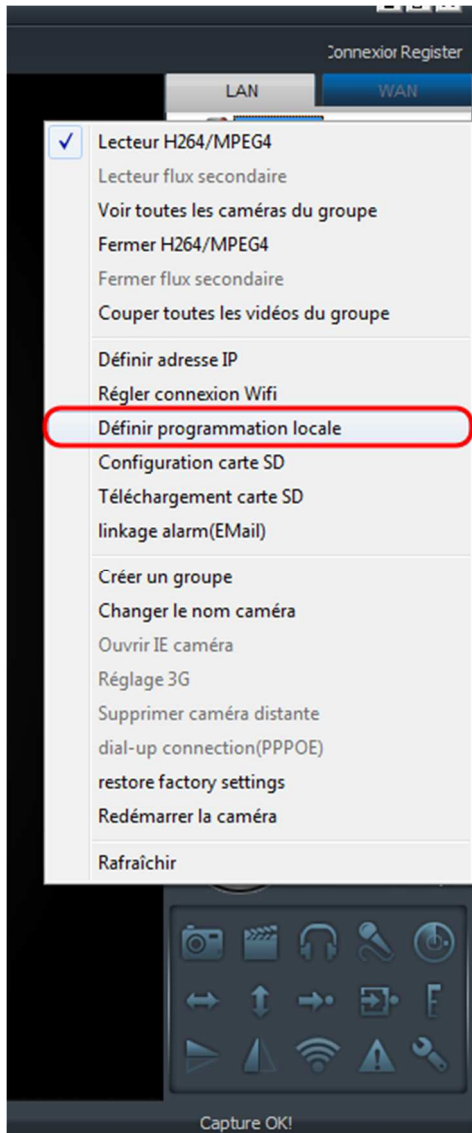 Connexior Register
LAN WAN
Lecteur H264/MPEG4
Lecteur flux secondaire
Voir toutes les caméras du groupe
Fermer H264/MPEG4
Fermer flux secondaire
Couper toutes les vidéos du groupe
Définir adresse IP
Régler connexion Wifi
Définir programmation locale
Configuration carte SD
Téléchargement carte SD
linkage alarm(EMail)
Créer un groupe
Changer le nom caméra
Ouvrir IE caméra
Réglage 3G
Supprimer caméra distante
dial-up connection(PPPOE)
restore factory settings
Redémarrer la caméra
Rafraîchir
Capture OK!